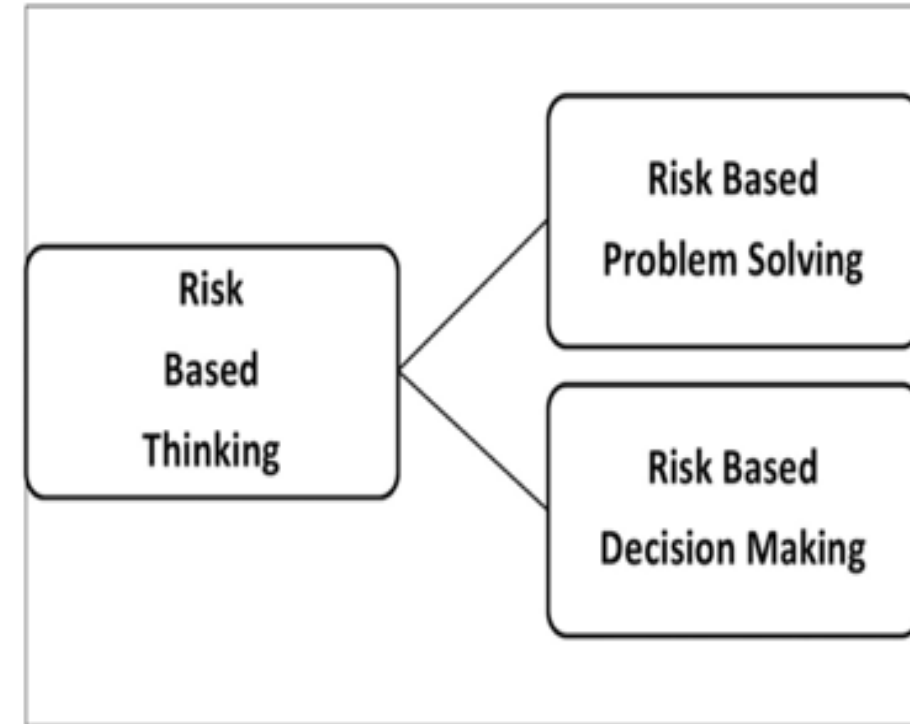 Risk
Based
Thinking
Risk Based
Problem Solving
Risk Based
Decision Making